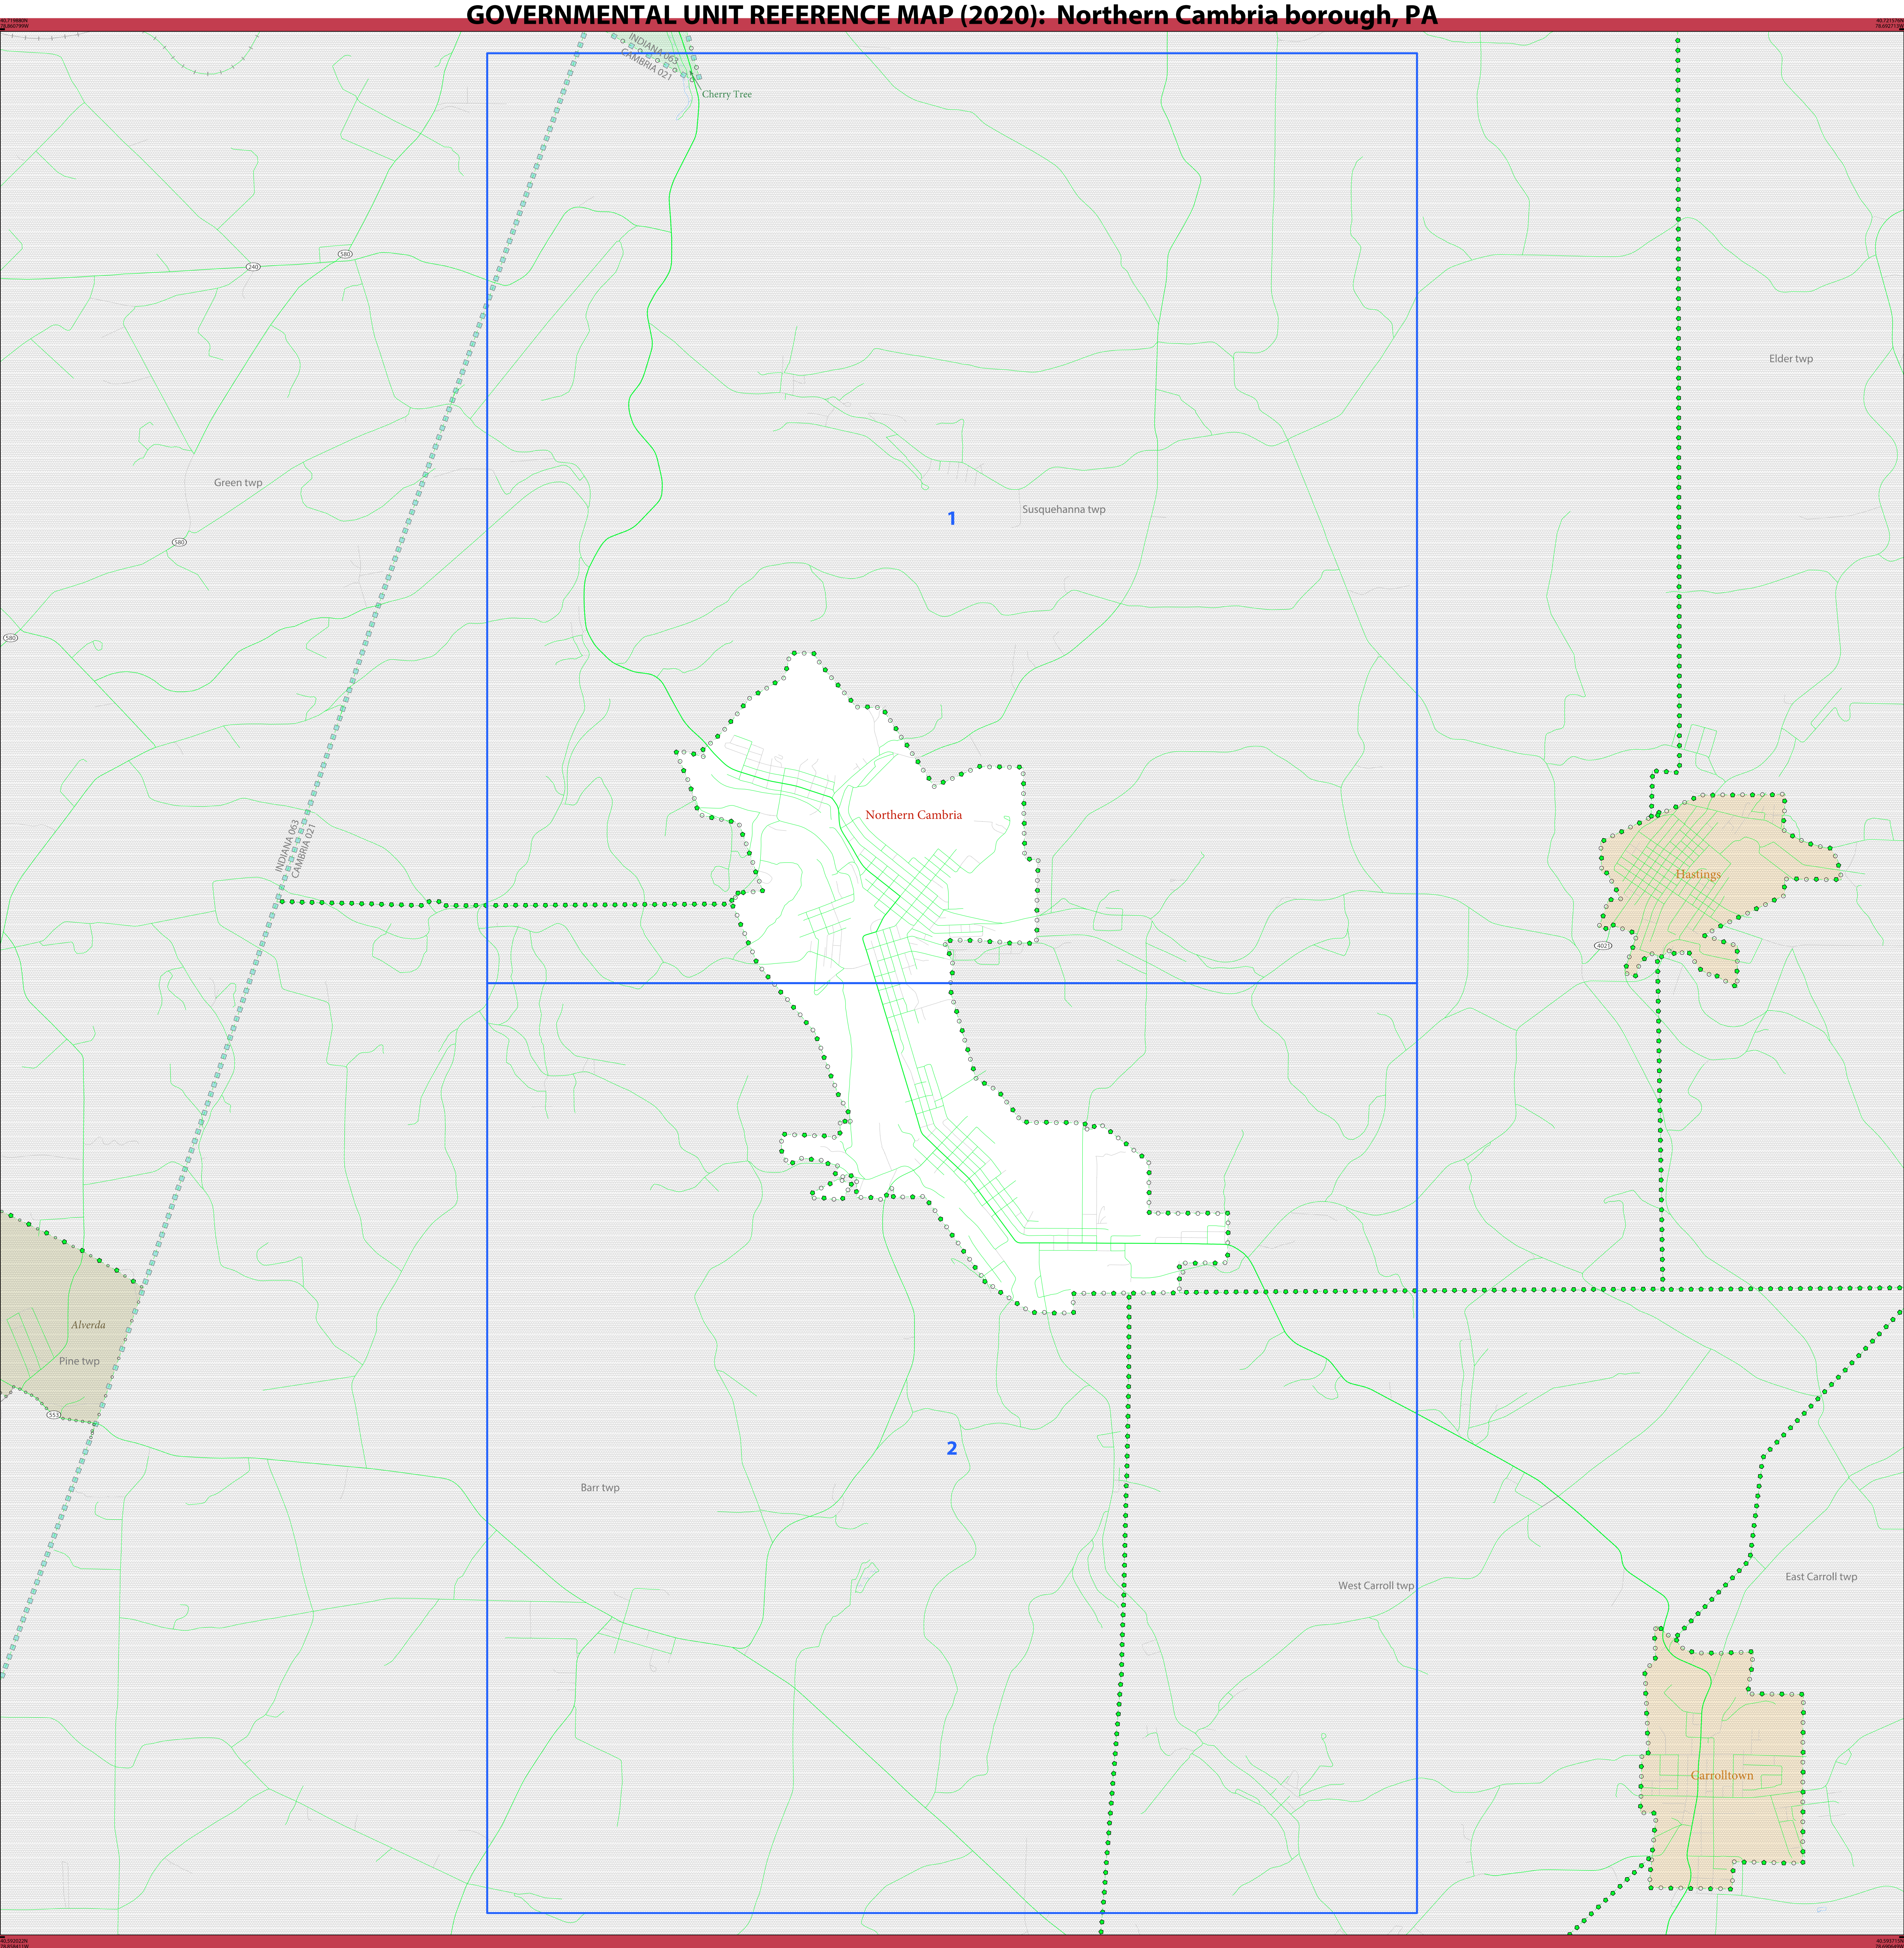 GOVERNMENTAL UNIT REFERENCE MAP (2020): Northern Cambria borough, PA
INDIANA 063
CAMBRIA 021
Cherry Tree
580
240
Elder twp
Green twp
Susquehanna twp
1
580
580
Northern Cambria
INDIANA 063
CAMBRIA 021
Hastings
4021
Alverda
Pine twp
553
2
Barr twp
West Carroll twp
East Carroll twp
Carrolltown